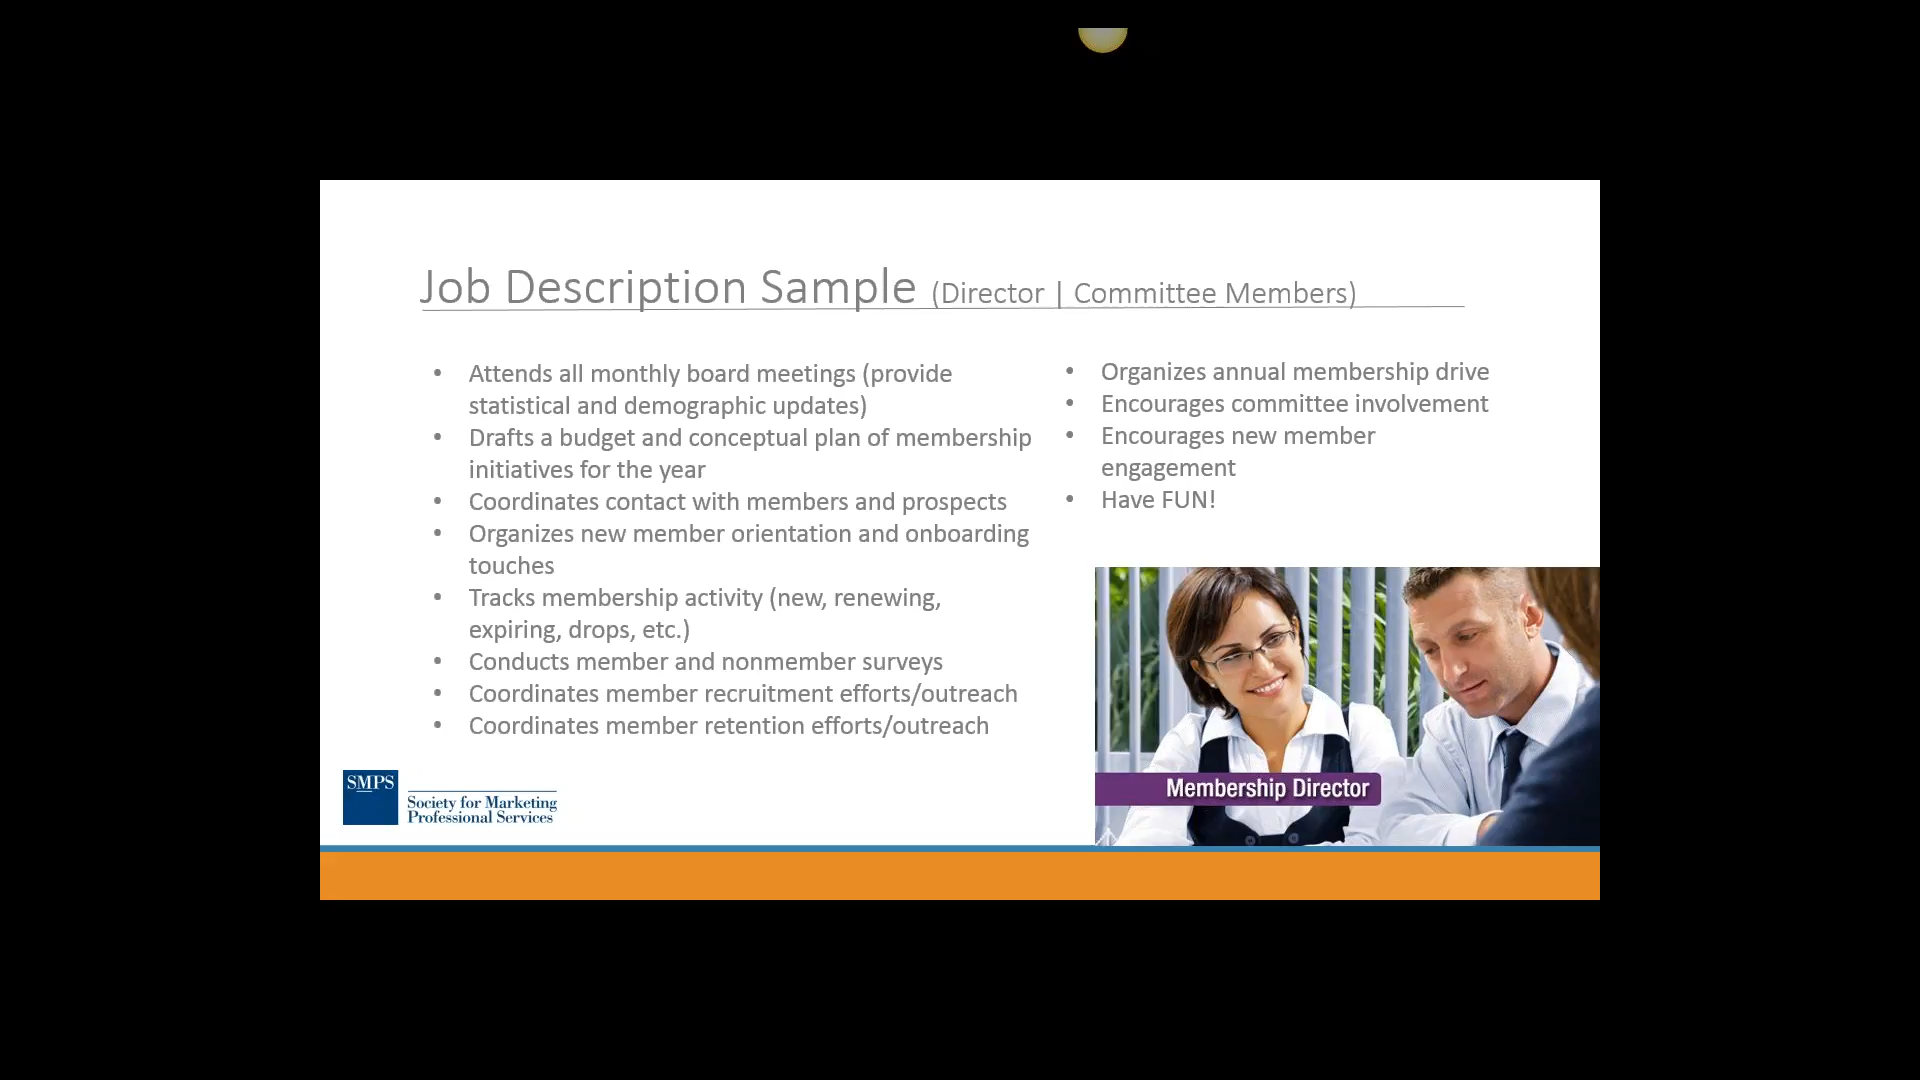 Job Description Sample (Director | Committee Members)
• Attends all monthly board meetings (provide
statistical and demographic updates)
• Drafts a budget and conceptual plan of membership
initiatives for the year
• Coordinates contact with members and prospects
• Organizes new member orientation and onboarding
touches
• Tracks membership activity (new, renewing,
expiring, drops, etc.)
• Conducts member and nonmember surveys
• Coordinates member recruitment efforts/outreach
• Coordinates member retention efforts/outreach
• Organizes annual membership drive
• Encourages committee involvement
• Encourages new member
engagement
• Have FUN!
Membership Director
SMPS
Society for Marketing
Professional Services